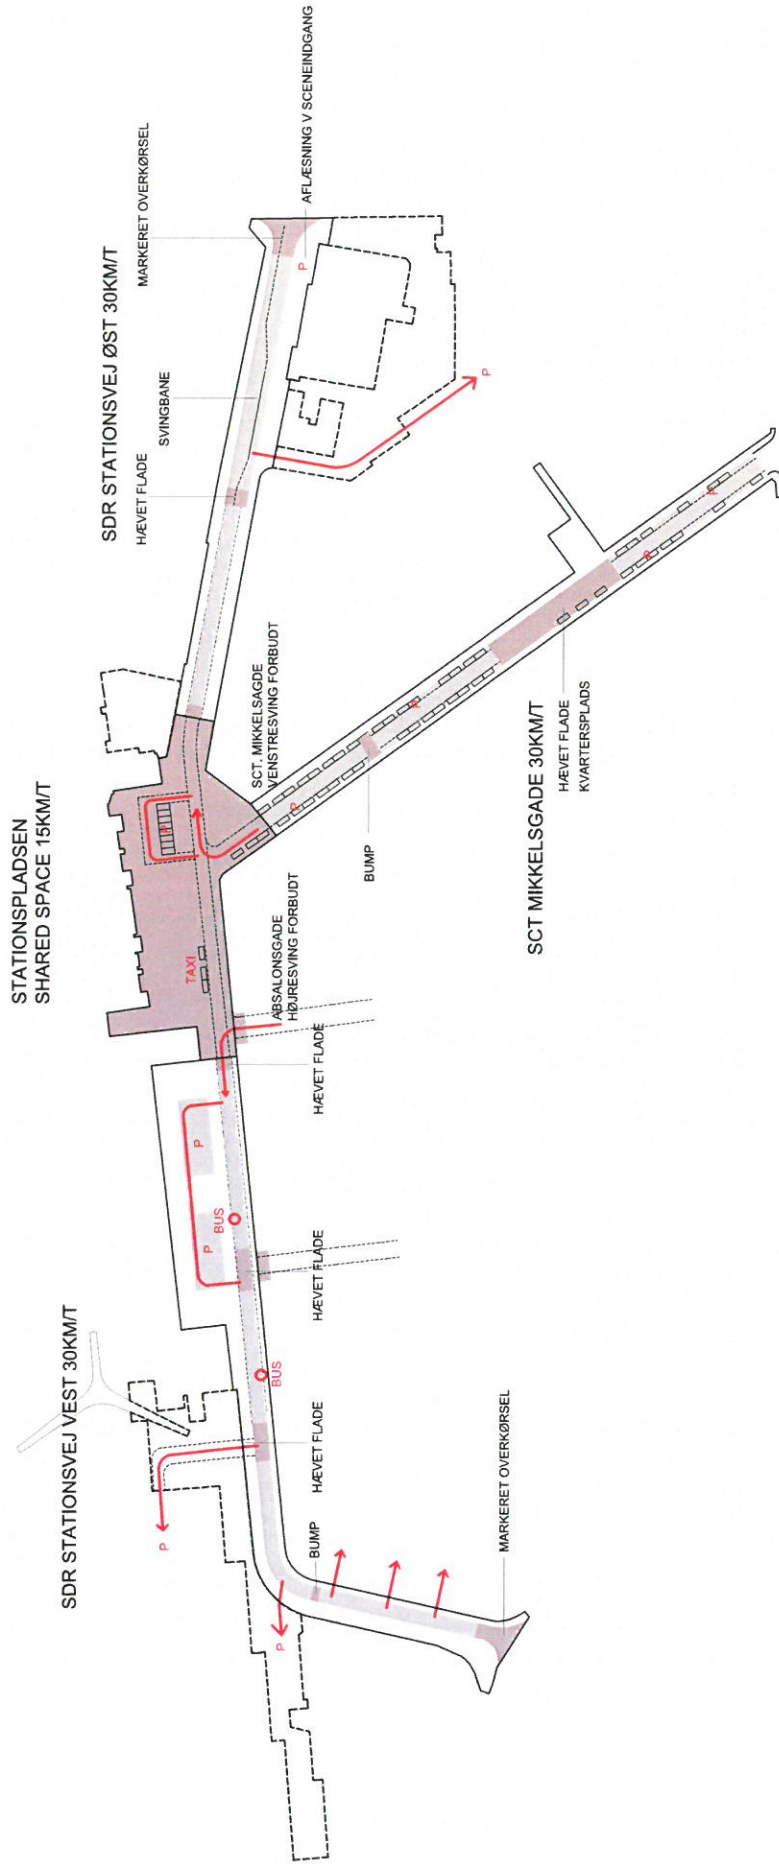 STATIONSPLADSEN
SHARED SPACE 15KM/T
SDR STATIONSVEJ VEST 30KM/T
SDR STATIONSVEJ ØST 30KM/T
HÆVET FLADE
SVINGBANE
MARKERET OVERKØRSEL
AFLÆSNING V SCENEINDGANG
P
P
P
TAXI
SCT. MIKKELSAGDE
VENSTRESVING FORBUDT
ABSALONSGADE
HØJRESVING FORBUDT
HÆVET FLADE
P
P
BUS
HÆVET FLADE
BUS
HÆVET FLADE
P
P
BUMP
MARKERET OVERKØRSEL
P
P
P
P
BUMP
HÆVET FLADE
KVARTERSPLADS
SCT MIKKELSGADE 30KM/T